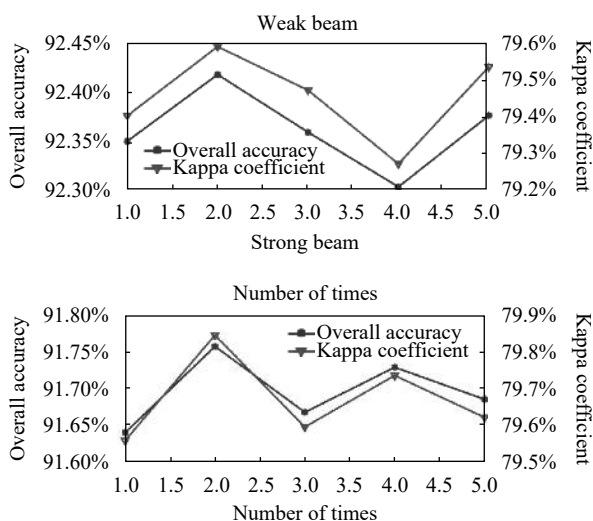 Weak beam
92.45%
92.40%
92.35%
92.30%
Overall accuracy
79.6%
79.5%
79.4%
79.3%
79.2%
Kappa coefficient
Overall accuracy
Kappa coefficient
1.0 1.5 2.0 2.5 3.0 3.5 4.0 4.5 5.0
Strong beam
Number of times
91.80%
91.75%
91.70%
91.65%
91.60%
Overall accuracy
79.9%
79.8%
79.7%
79.6%
79.5%
Kappa coefficient
Overall accuracy
Kappa coefficient
1.0 1.5 2.0 2.5 3.0 3.5 4.0 4.5 5.0
Number of times